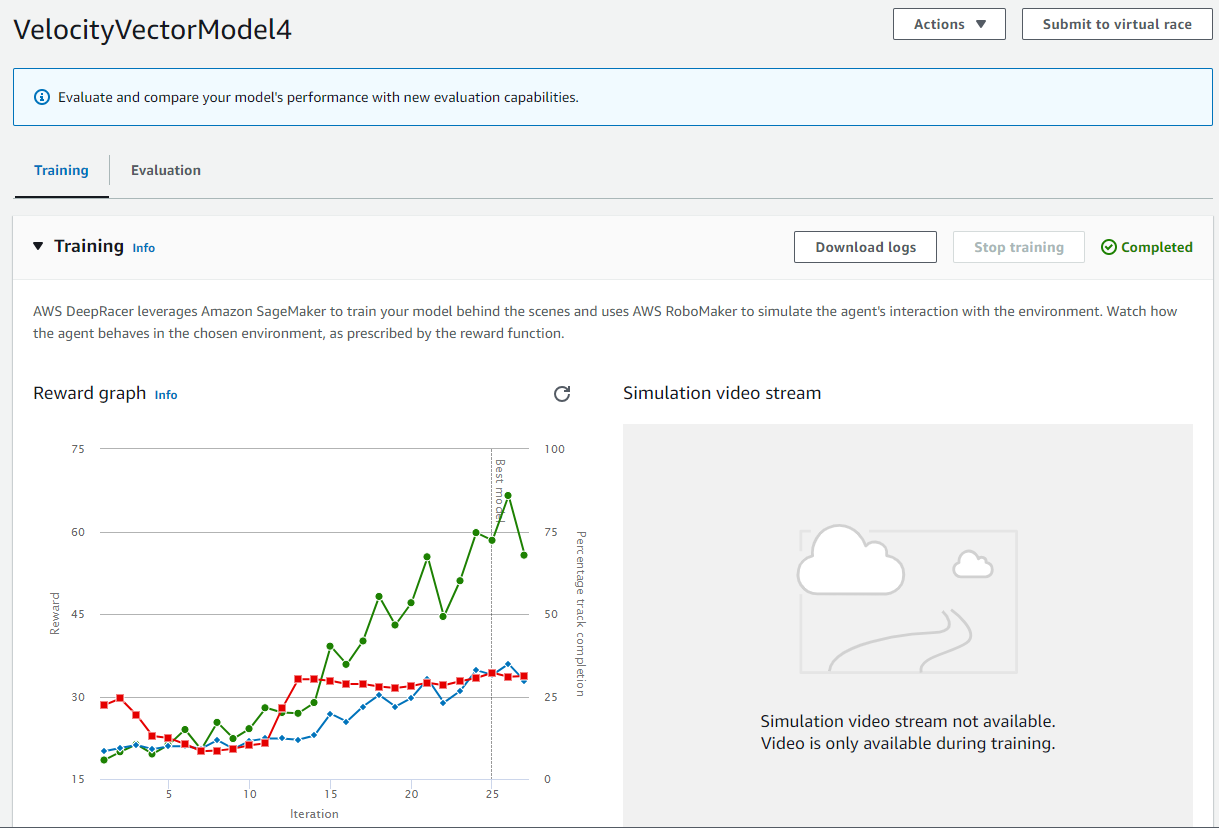 VelocityVectorModel4
Actions ▼
Submit to virtual race
Evaluate and compare your model's performance with new evaluation capabilities.
Training
Evaluation
Training Info
Download logs
Stop training
Completed
AWS DeepRacer leverages Amazon SageMaker to train your model behind the scenes and uses AWS RoboMaker to simulate the agent's interaction with the environment. Watch how
the agent behaves in the chosen environment, as prescribed by the reward function.
Reward graph Info
75
60
45
30
15
Reward
5
10
15
20
25
Iteration
Best model
100
75
50
25
0
Percentage track completion
Simulation video stream
Simulation video stream not available.
Video is only available during training.